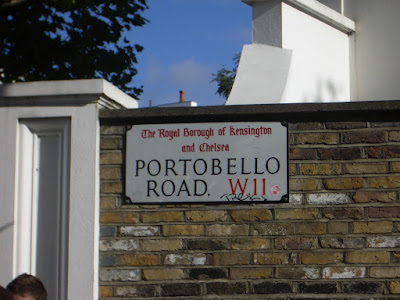 The Royal Borough of Kensington
and Chelsea
PORTOBELLO
ROAD. W.11